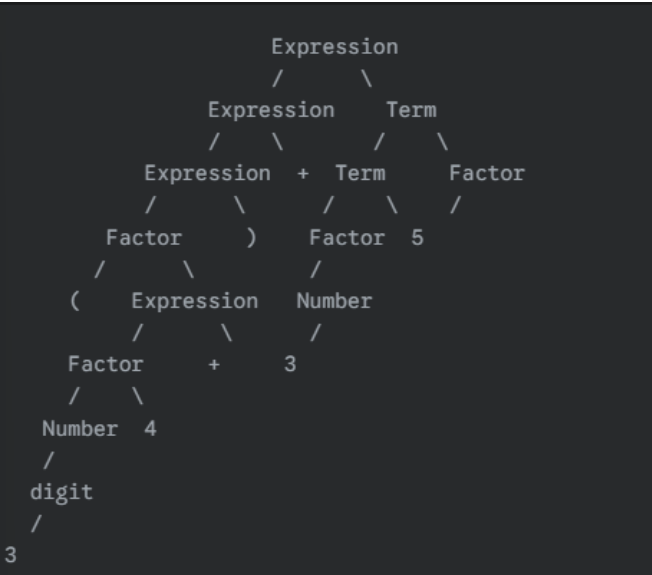 Expression
/ \
Expression Term
/ \ / \
Expression + Term Factor
/ \ / \ /
Factor ) Factor 5
/ \ /
( Expression Number
/ \ /
Factor + 3
/ \
Number 4
/
digit
/
3